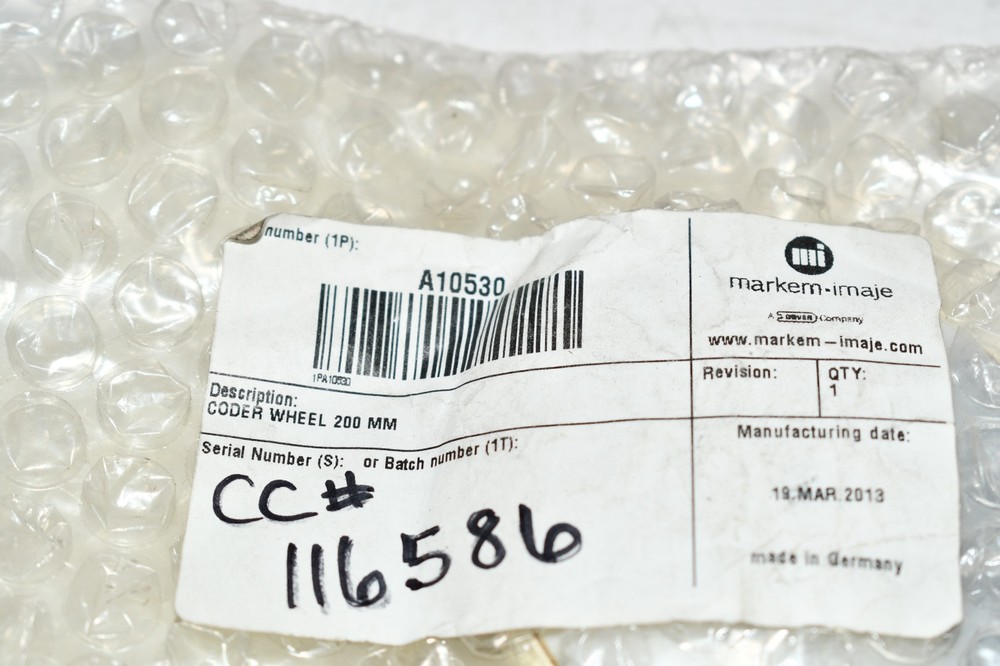 number (1P):
A10530
1PA10530
mi
markem-imaje
A DOVER Company
www.markem-imaje.com
Revision:
QTY:
1
Description:
CODER WHEEL 200 MM
Serial Number (S): or Batch number (1T):
CC#
116586
Manufacturing date:
19.MAR.2013
made in Germany